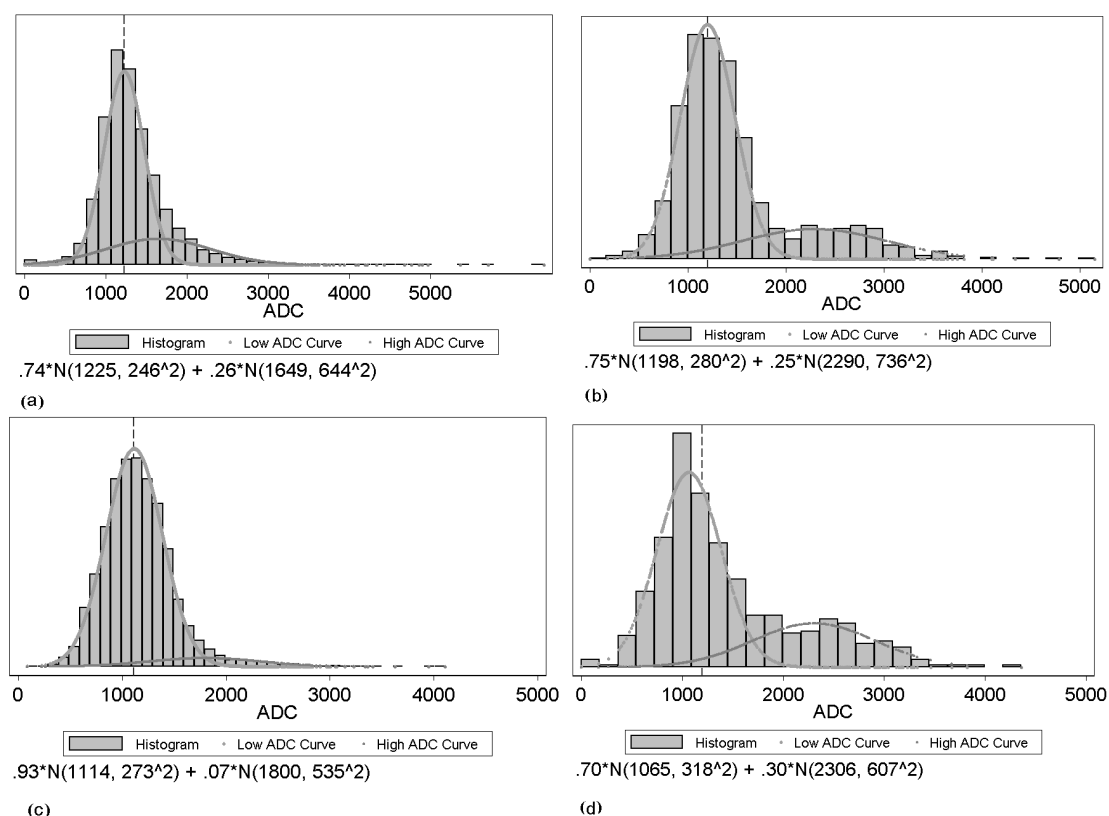 0 1000 2000 3000 4000 5000
ADC
Histogram Low ADC Curve High ADC Curve
.74*N(1225, 246^2) + .26*N(1649, 644^2)
(a)
0 1000 2000 3000 4000 5000
ADC
Histogram Low ADC Curve High ADC Curve
.75*N(1198, 280^2) + .25*N(2290, 736^2)
(b)
0 1000 2000 3000 4000 5000
ADC
Histogram Low ADC Curve High ADC Curve
.93*N(1114, 273^2) + .07*N(1800, 535^2)
(c)
0 1000 2000 3000 4000 5000
ADC
Histogram Low ADC Curve High ADC Curve
.70*N(1065, 318^2) + .30*N(2306, 607^2)
(d)